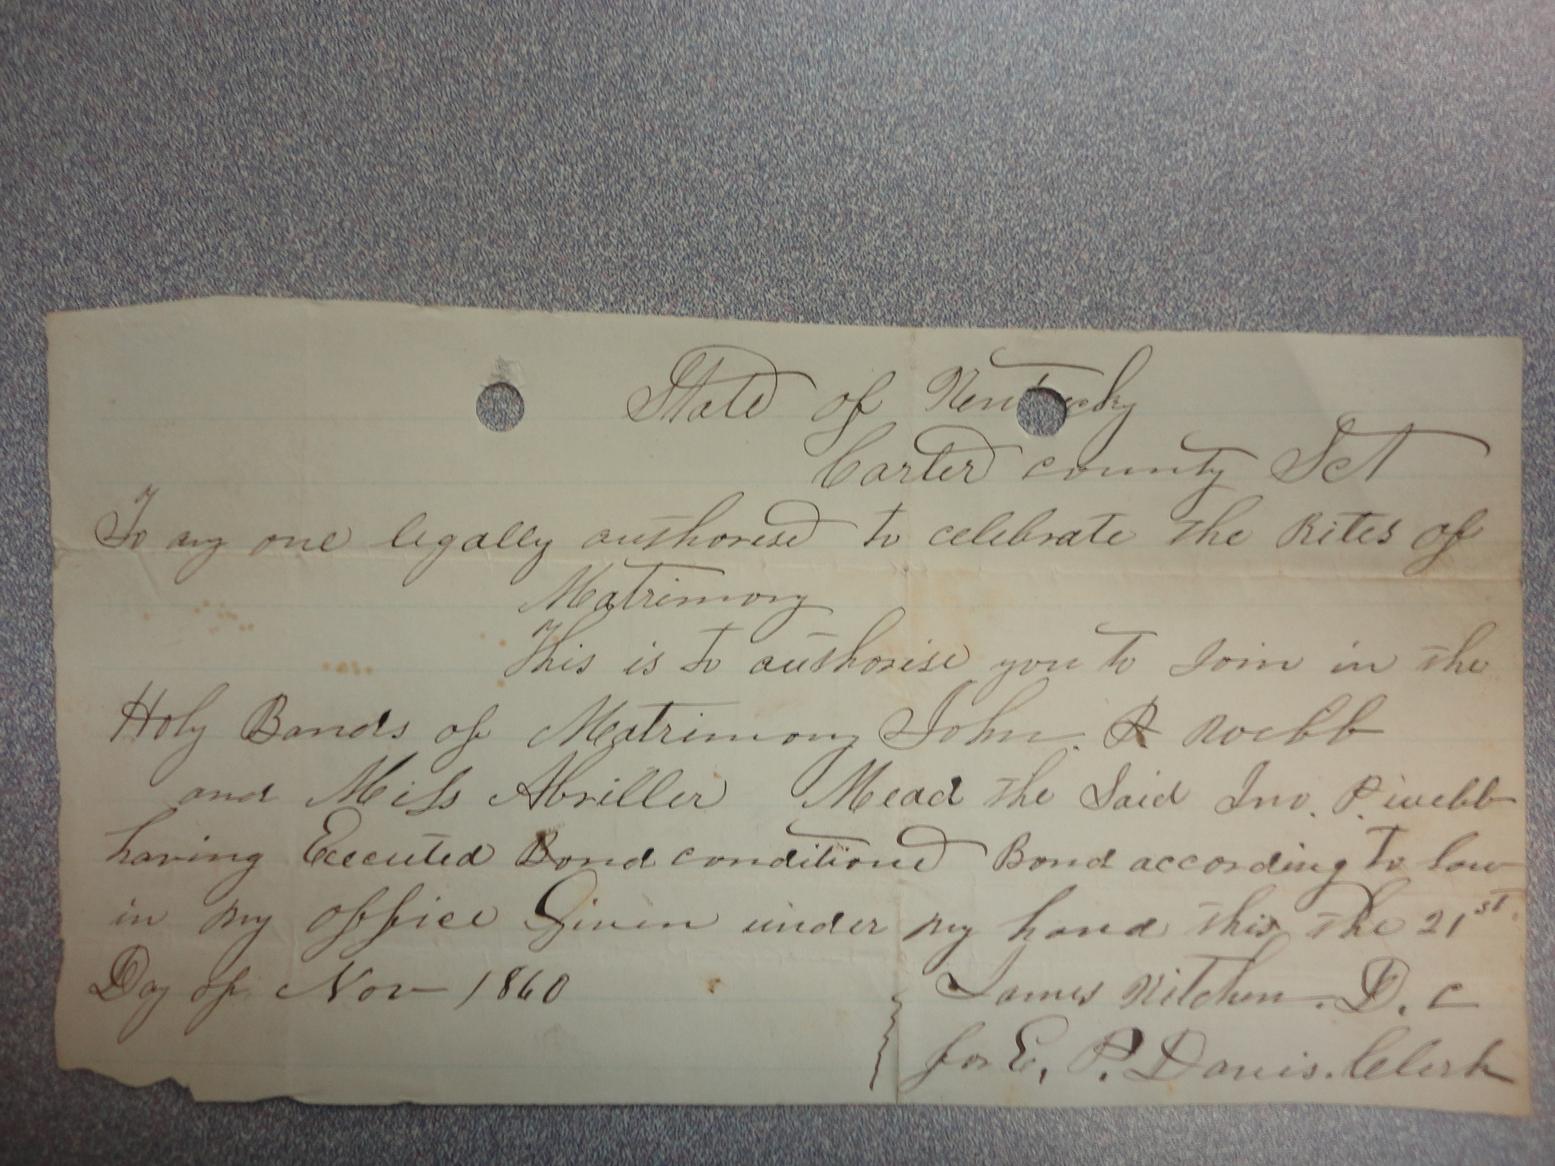 State of Kentucky
Carter county Sct
To any one legally authorised to celebrate the Rites of
Matrimony
This is to authorise you to Join in the
Holy Bands of Matrimony John. P Webb
and Miss Abriller Mead the Said Jno. P. webb
having Executed Bond conditioned Bond according to law
in my office Given under my hand this the 21st
Day of Nov 1860 James Kitchen. D. C
for E. P. Davis. Clerk